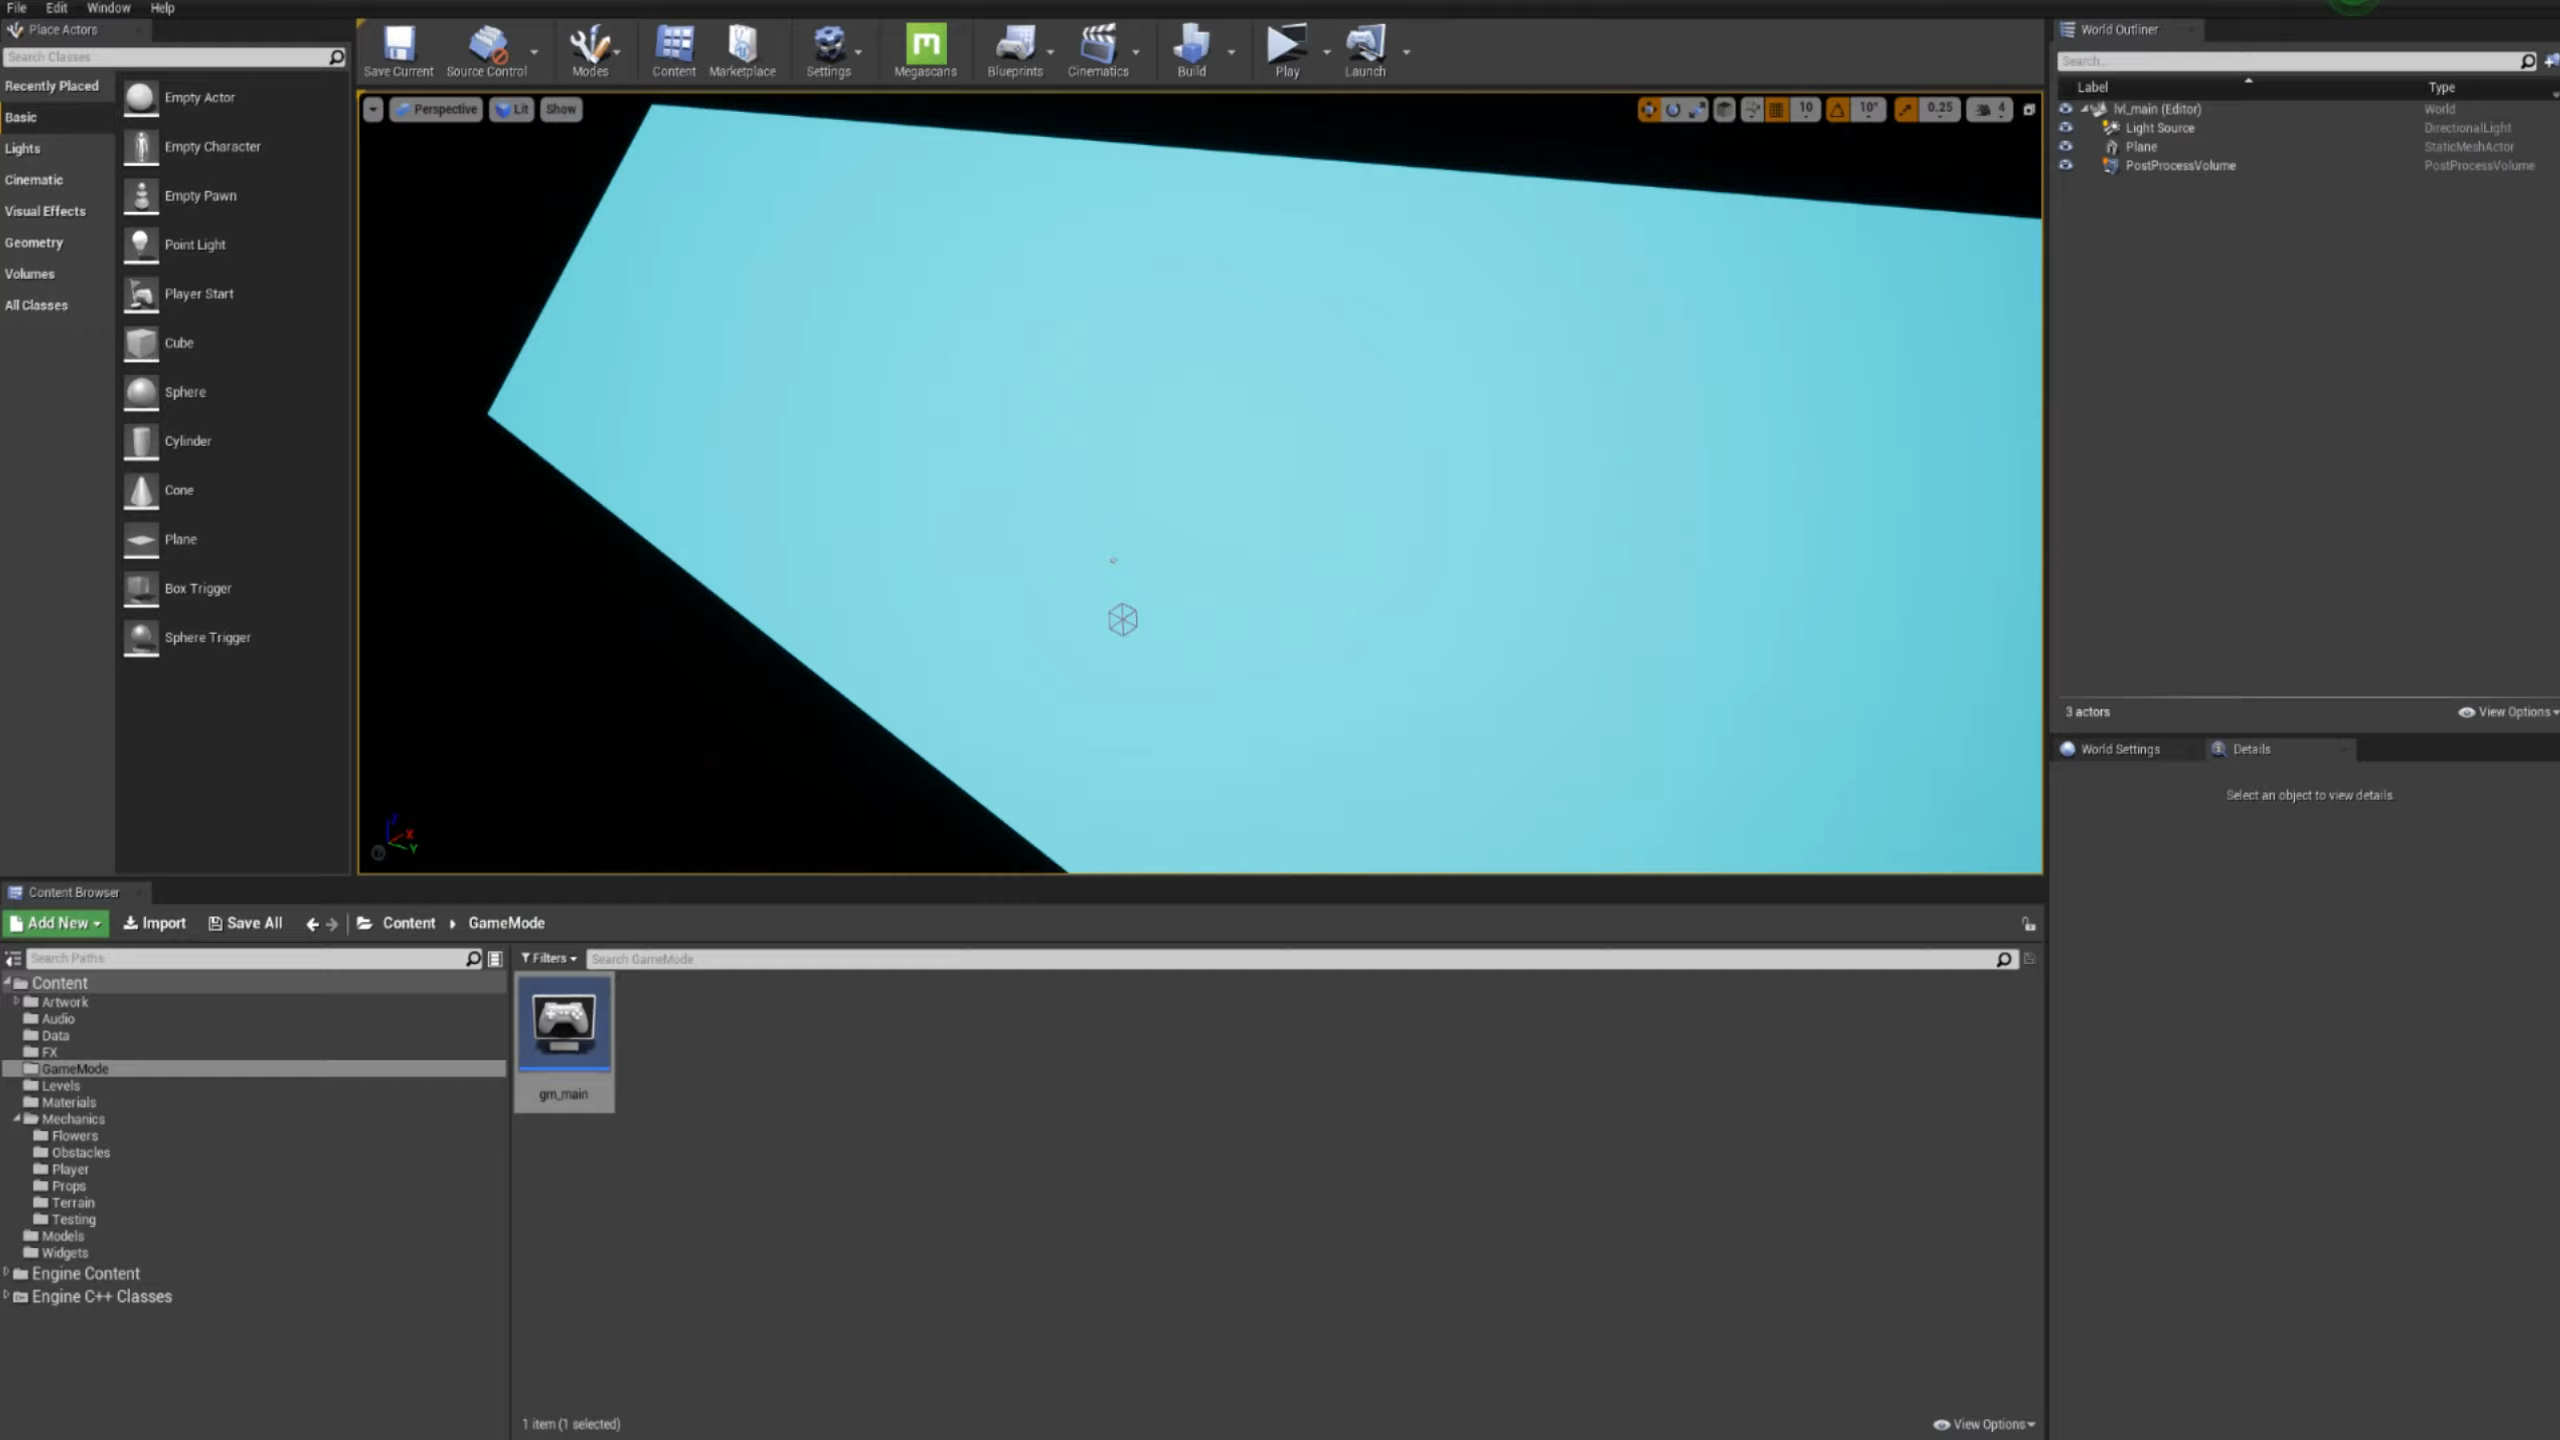 File Edit Window Help
Place Actors
Search Classes
Recently Placed
Basic
Lights
Cinematic
Visual Effects
Geometry
Volumes
All Classes
Empty Actor
Empty Character
Empty Pawn
Point Light
Player Start
Cube
Sphere
Cylinder
Cone
Plane
Box Trigger
Sphere Trigger
Save Current Source Control Modes Content Marketplace Settings Megascans Blueprints Cinematics Build Play Launch
Perspective Lit Show
10 10° 0.25 4
X
Y
Z
World Outliner
Search...
Label Type
lvl_main (Editor) World
Light Source DirectionalLight
Plane StaticMeshActor
PostProcessVolume PostProcessVolume
3 actors View Options
World Settings Details
Select an object to view details.
Content Browser
Add New Import Save All Content GameMode
Search Paths
Filters Search GameMode
Content
Artwork
Audio
Data
FX
GameMode
Levels
Materials
Mechanics
Flowers
Obstacles
Player
Props
Terrain
Testing
Models
Widgets
Engine Content
Engine C++ Classes
gm_main
1 item (1 selected) View Options